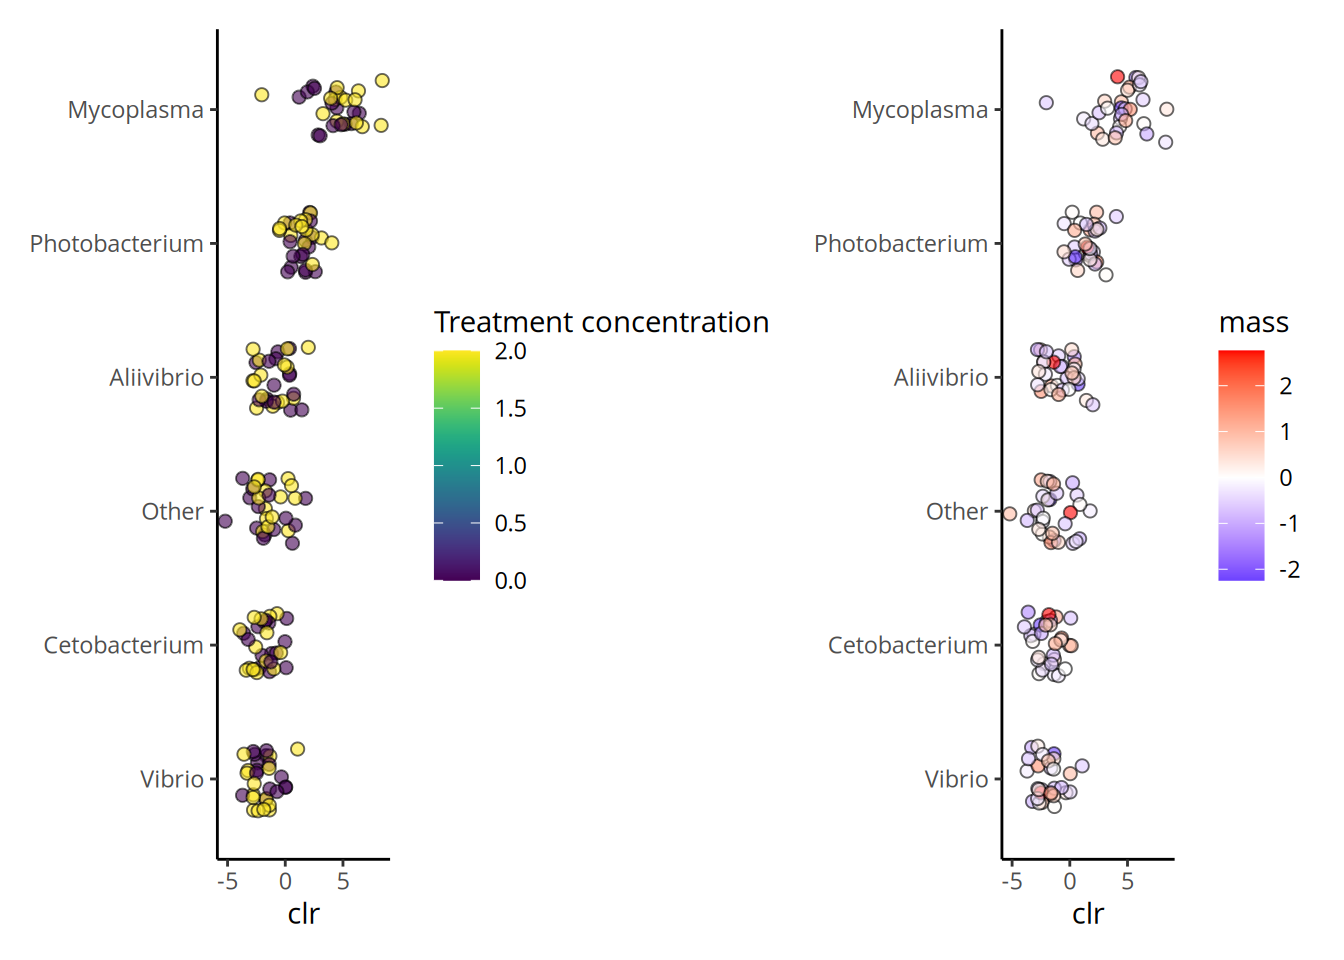 Mycoplasma
Photobacterium
Aliivibrio
Other
Cetobacterium
Vibrio
-5 0 5
clr
Treatment concentration
2.0
1.5
1.0
0.5
0.0
Mycoplasma
Photobacterium
Aliivibrio
Other
Cetobacterium
Vibrio
-5 0 5
clr
mass
2
1
0
-1
-2